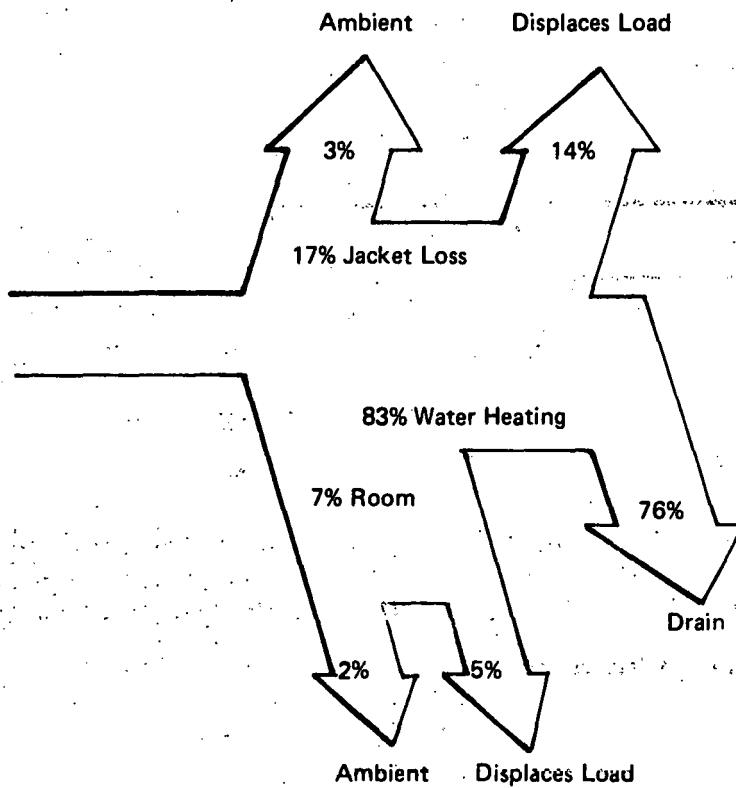 Ambient Displaces Load
3% 14%
17% Jacket Loss
83% Water Heating
7% Room
76%
Drain
2% 5%
Ambient Displaces Load